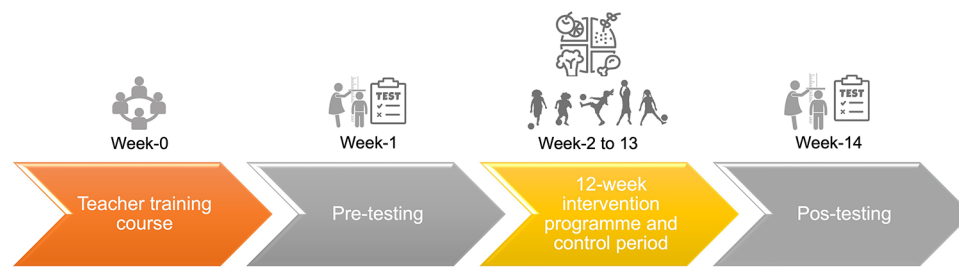 TEST
TEST
Week-0
Week-1
Week-2 to 13
Week-14
Teacher training
course
Pre-testing
12-week
intervention
programme and
control period
Pos-testing